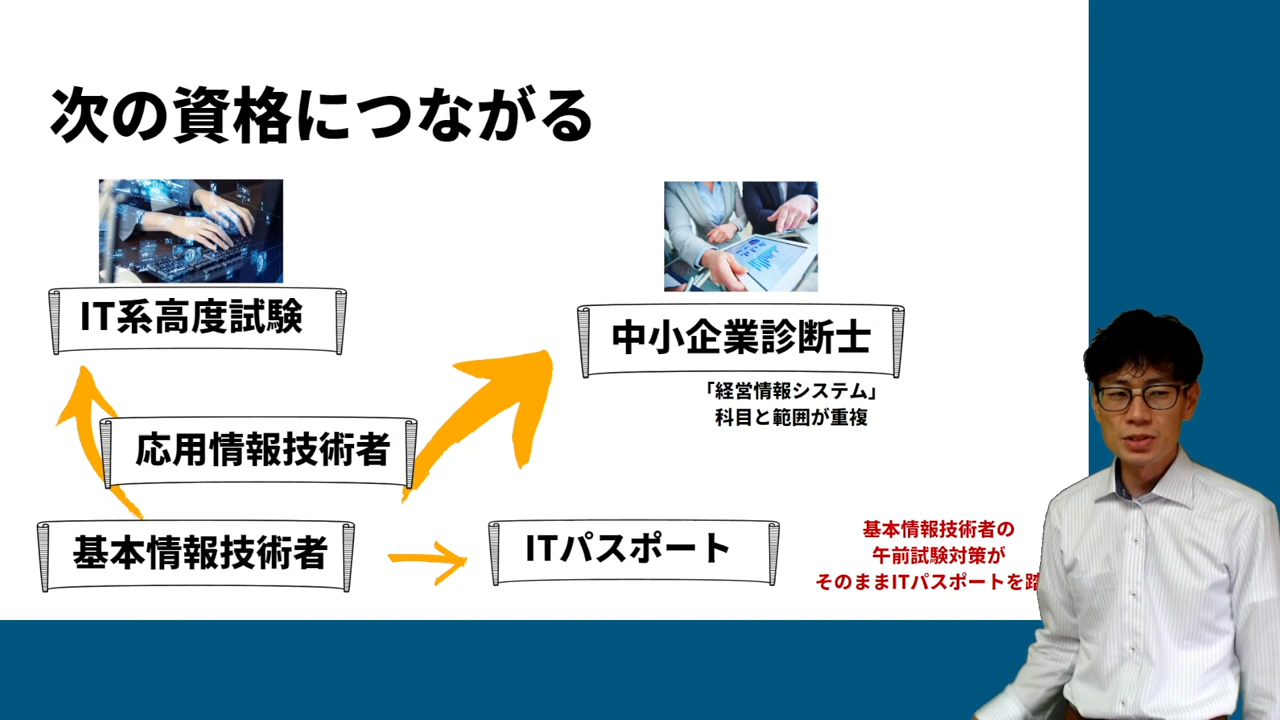 次の資格につながる
IT系高度試験
中小企業診断士
「経営情報システム」
科目と範囲が重複
応用情報技術者
基本情報技術者
ITパスポート
基本情報技術者の
午前試験対策が
そのままITパスポートを